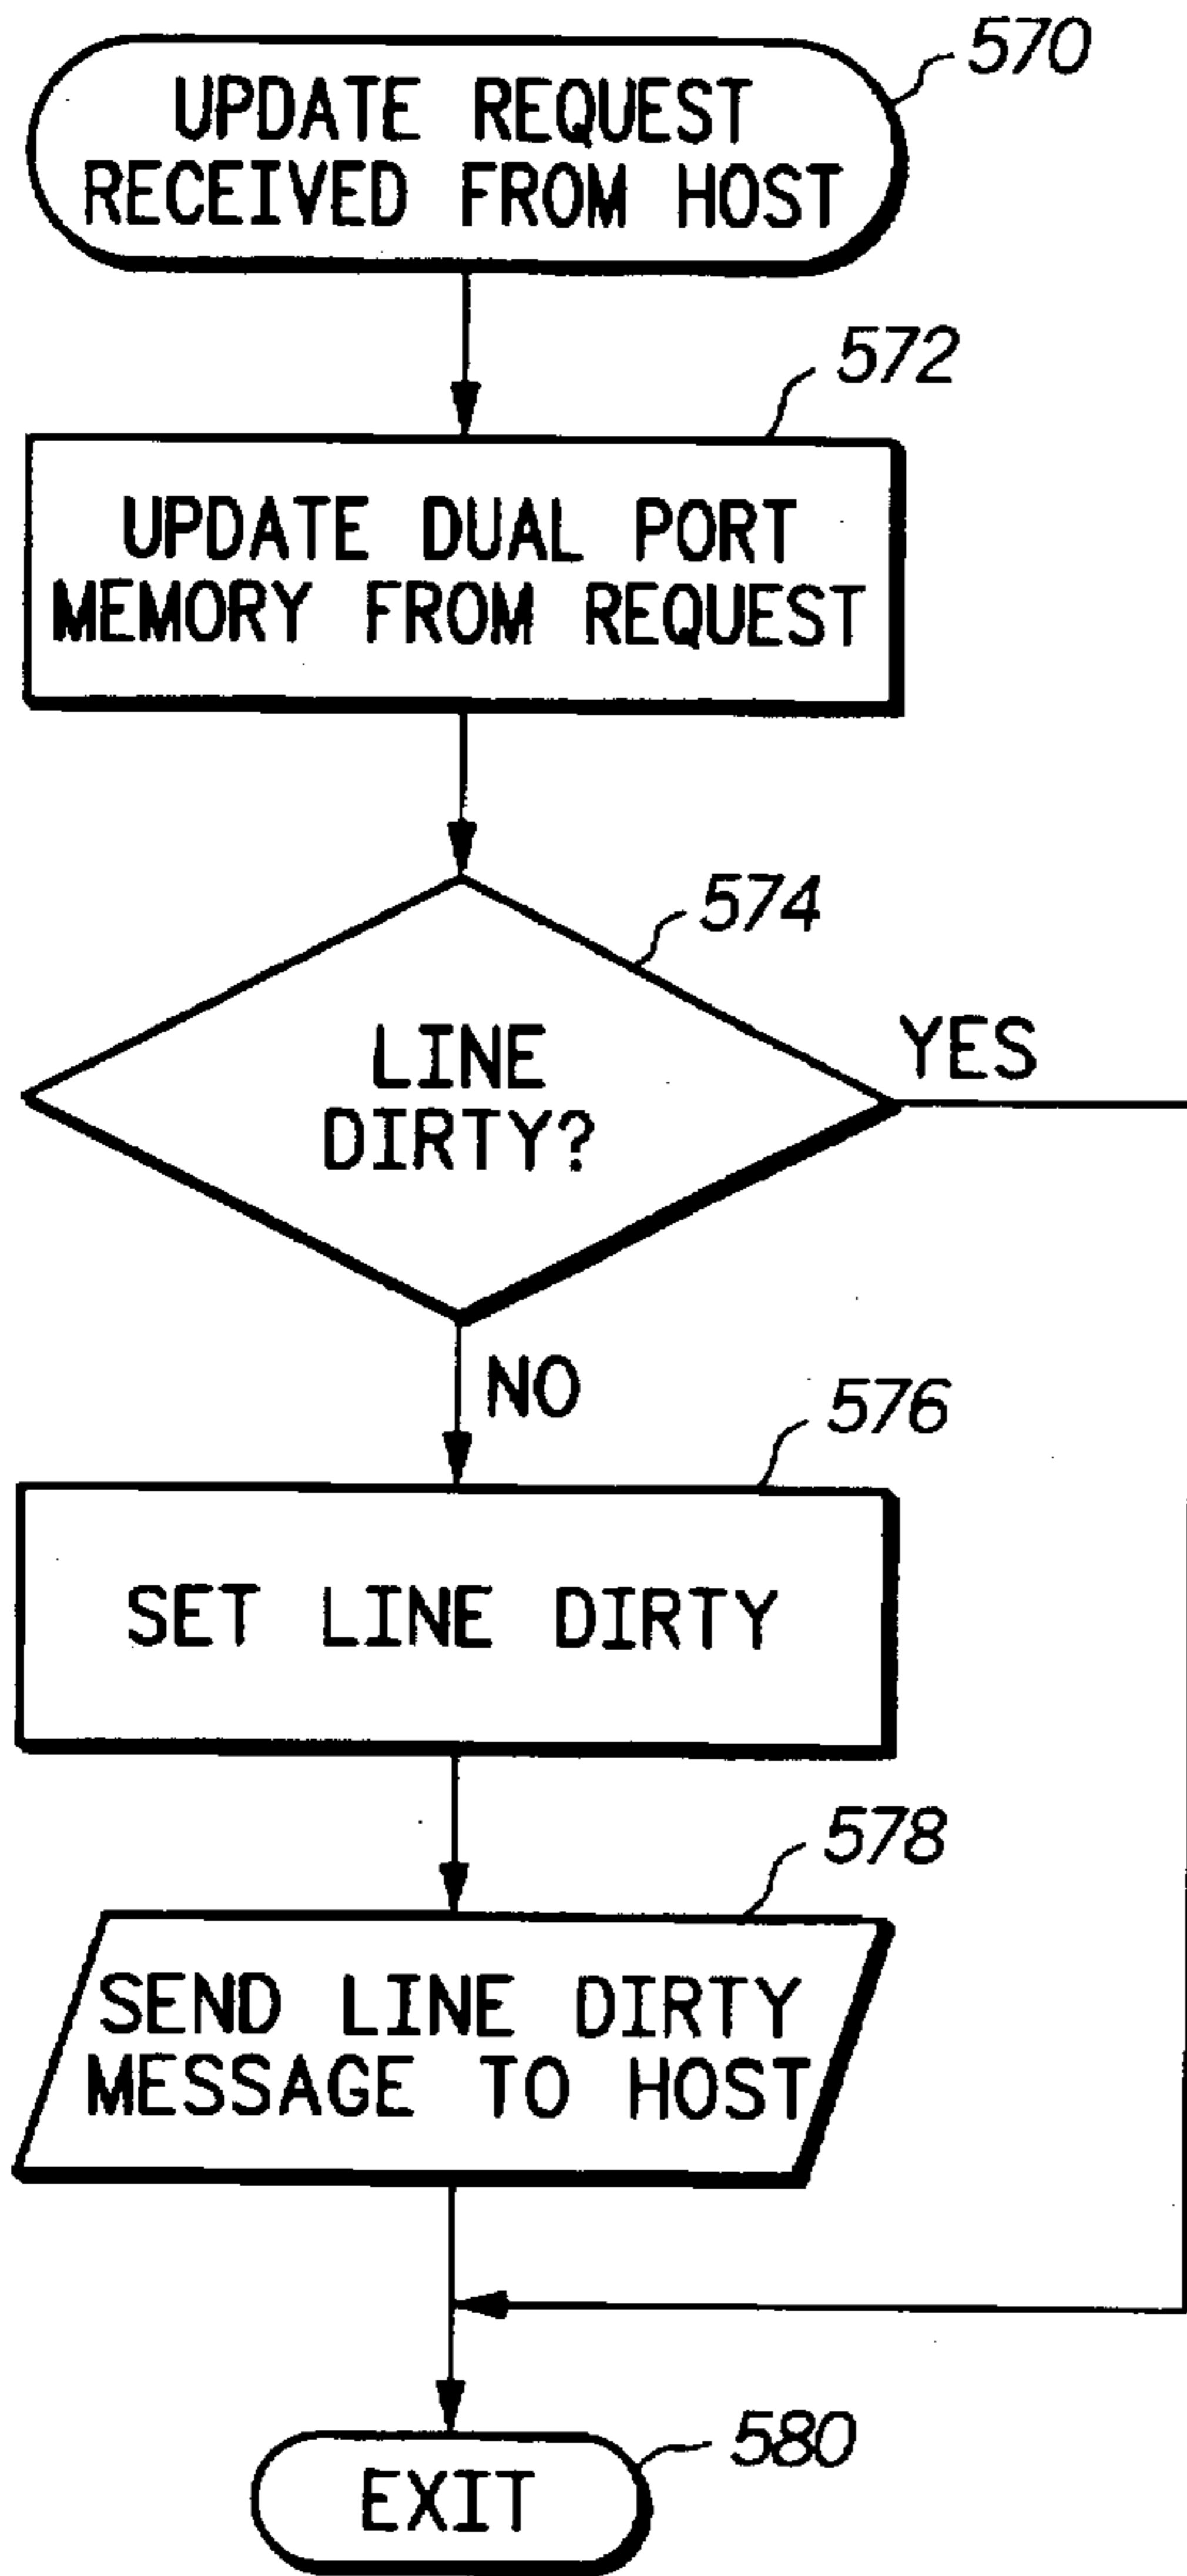 570
UPDATE REQUEST
RECEIVED FROM HOST
572
UPDATE DUAL PORT
MEMORY FROM REQUEST
574
LINE
DIRTY?
YES
NO
576
SET LINE DIRTY
578
SEND LINE DIRTY
MESSAGE TO HOST
580
EXIT